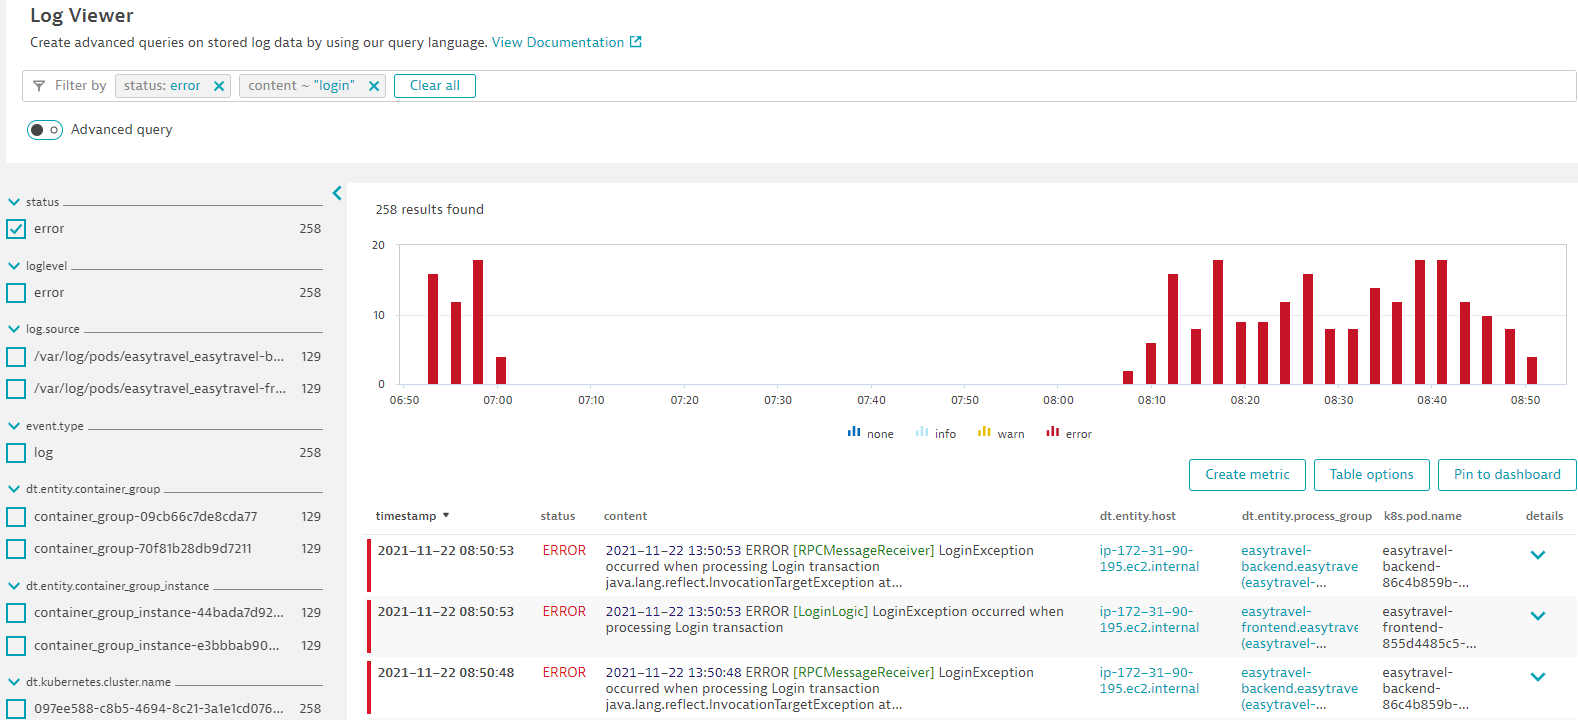 Log Viewer
Create advanced queries on stored log data by using our query language. View Documentation
Filter by status: error content ~ "login" Clear all
Advanced query
status
error 258
loglevel
error 258
log.source
/var/log/pods/easytravel_easytravel-b... 129
/var/log/pods/easytravel_easytravel-fr... 129
event.type
log 258
dt.entity.container_group
container_group-09cb66c7de8cda77 129
container_group-70f81b28db9d7211 129
dt.entity.container_group_instance
container_group_instance-44bada7d92... 129
container_group_instance-e3bbbab90... 129
dt.kubernetes.cluster.name
097ee588-c8b5-4694-8c21-3a1e1cd076... 258
258 results found
20
10
0
06:50 07:00 07:10 07:20 07:30 07:40 07:50 08:00 08:10 08:20 08:30 08:40 08:50
none info warn error
Create metric Table options Pin to dashboard
timestamp status content dt.entity.host dt.entity.process_group k8s.pod.name details
2021-11-22 08:50:53 ERROR 2021-11-22 13:50:53 ERROR [RPCMessageReceiver] LoginException ip-172-31-90- easytravel- easytravel-
occurred when processing Login transaction 195.ec2.internal backend.easytrave backend-
java.lang.reflect.InvocationTargetException at... (easytravel-... 86c4b859b-...
2021-11-22 08:50:53 ERROR 2021-11-22 13:50:53 ERROR [LoginLogic] LoginException occurred when ip-172-31-90- easytravel- easytravel-
processing Login transaction 195.ec2.internal frontend.easytrave frontend-
(easytravel-... 855d4485c5-...
2021-11-22 08:50:48 ERROR 2021-11-22 13:50:48 ERROR [RPCMessageReceiver] LoginException ip-172-31-90- easytravel- easytravel-
occurred when processing Login transaction 195.ec2.internal backend.easytrave backend-
java.lang.reflect.InvocationTargetException at... (easytravel-... 86c4b859b-...